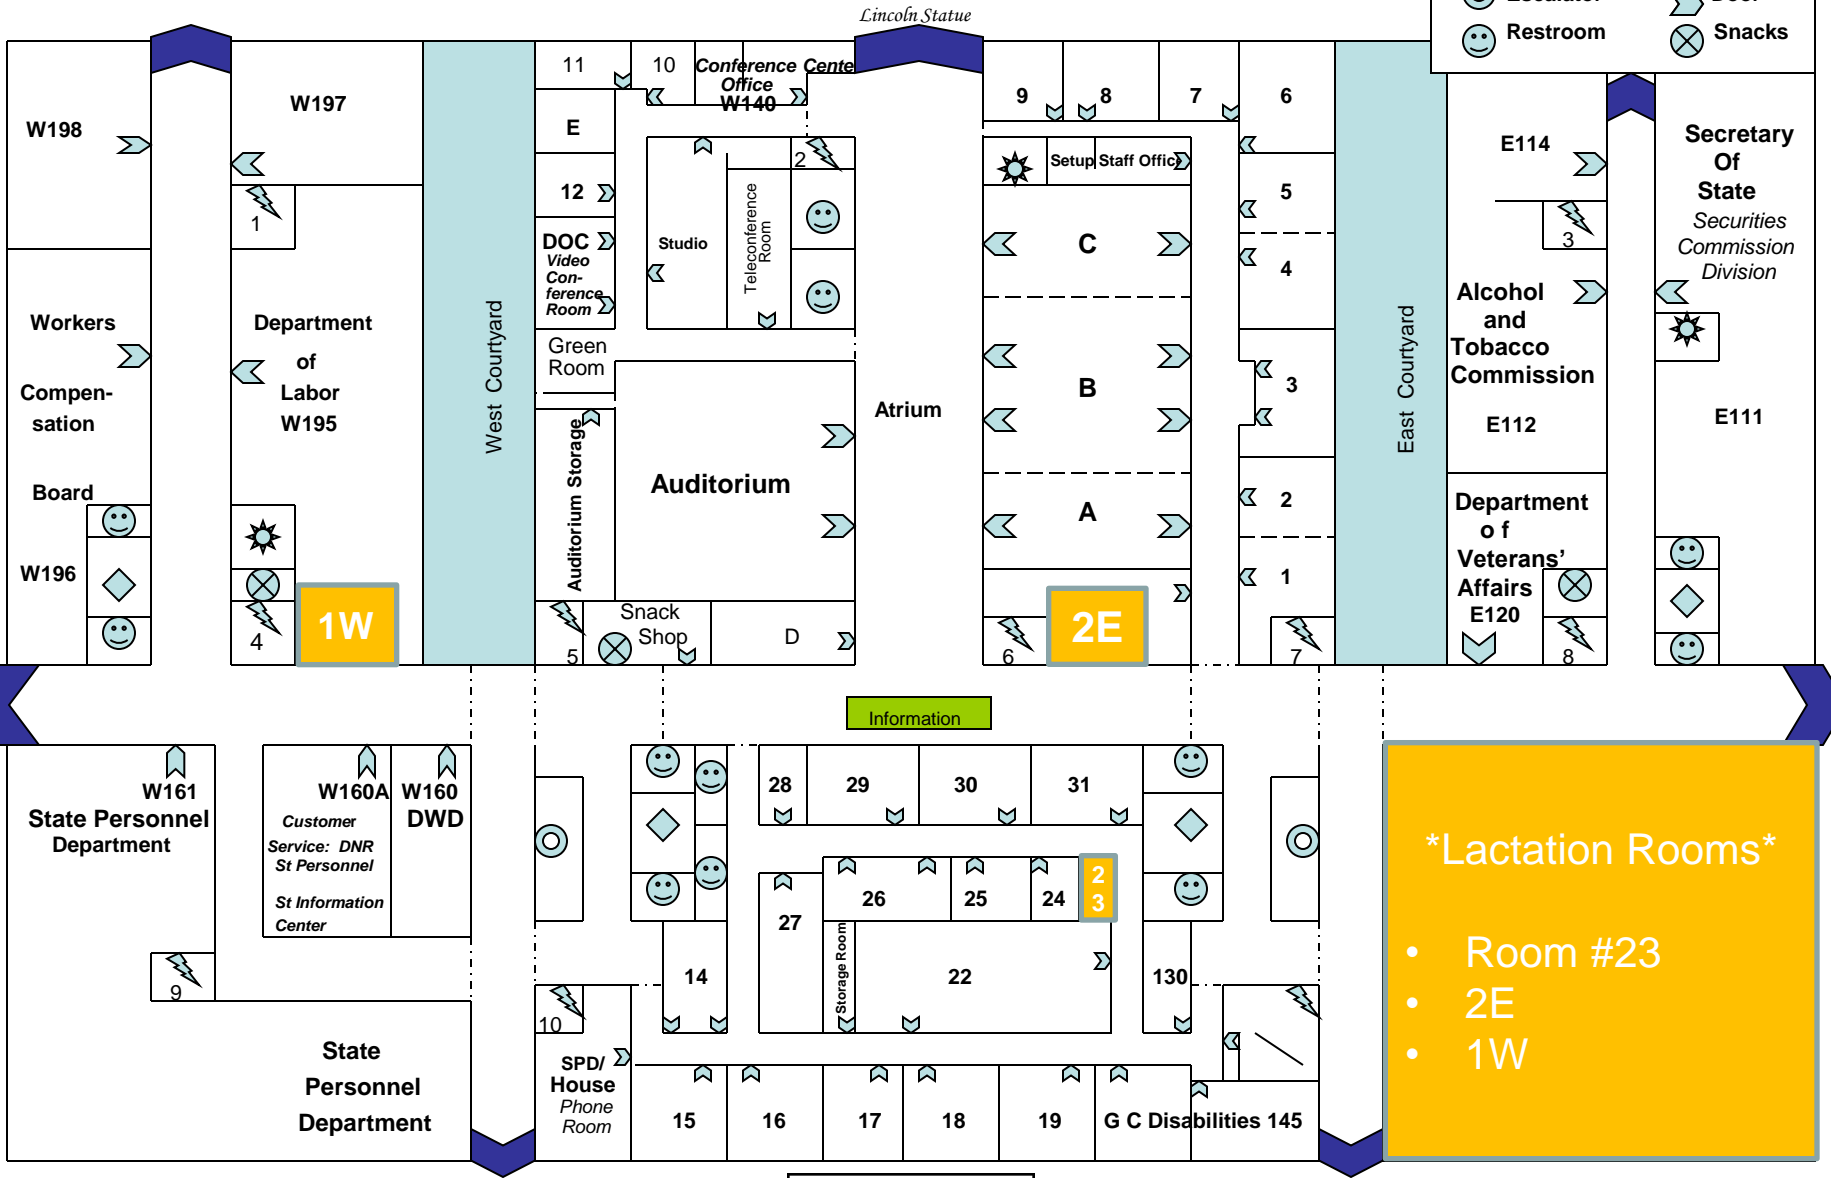 Lincoln Statue
Restroom
Snacks
W198
W197
11
10
Conference Cente
Office
W140
E
12
DOC
Video
Con-
ference
Room
Green
Room
Studio
Teleconference
Room
2
9
8
7
6
Setup
Staff Office
5
4
3
2
1
C
B
A
E114
3
Secretary
Of
State
Securities
Commission
Division
E111
Alcohol
and
Tobacco
Commission
E112
Department
o f
Veterans'
Affairs
E120
8
Workers
Compen-
sation
Board
W196
1
Department
of
Labor
W195
4
1W
West Courtyard
Auditorium Storage
Auditorium
Atrium
East Courtyard
5
Snack
Shop
D
6
2E
7
Information
W161
State Personnel
Department
W160A
Customer
Service: DNR
St Personnel
St Information
Center
W160
DWD
9
State
Personnel
Department
28
29
30
31
26
25
24
2
3
27
Storage Room
22
14
130
10
SPD/
House
Phone
Room
15
16
17
18
19
G C Disabilities 145
*Lactation Rooms*
• Room #23
• 2E
• 1W